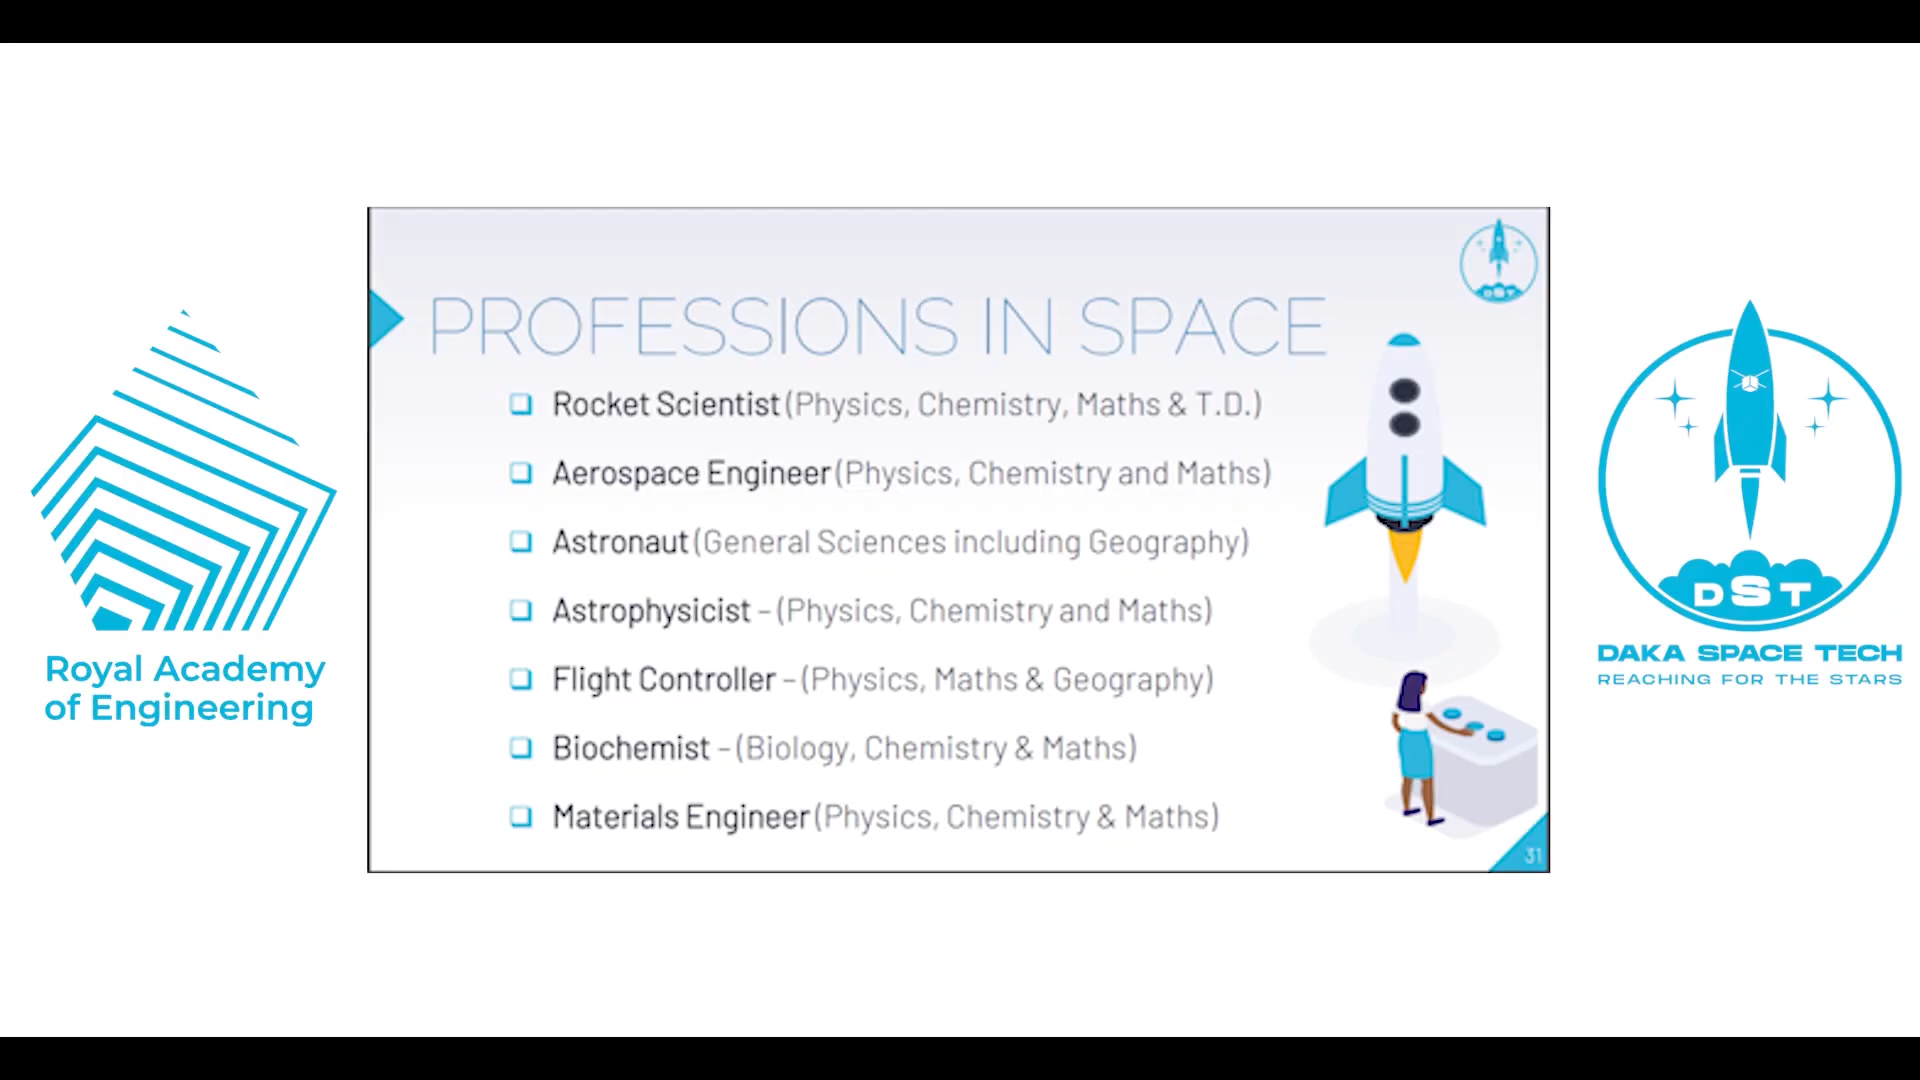 PROFESSIONS IN SPACE
Rocket Scientist (Physics, Chemistry, Maths & T.D.)
Aerospace Engineer (Physics, Chemistry and Maths)
Astronaut (General Sciences including Geography)
Astrophysicist – (Physics, Chemistry and Maths)
Flight Controller – (Physics, Maths & Geography)
Biochemist – (Biology, Chemistry & Maths)
Materials Engineer (Physics, Chemistry & Maths)
31
DST
Royal Academy
of Engineering
DST
DAKA SPACE TECH
REACHING FOR THE STARS